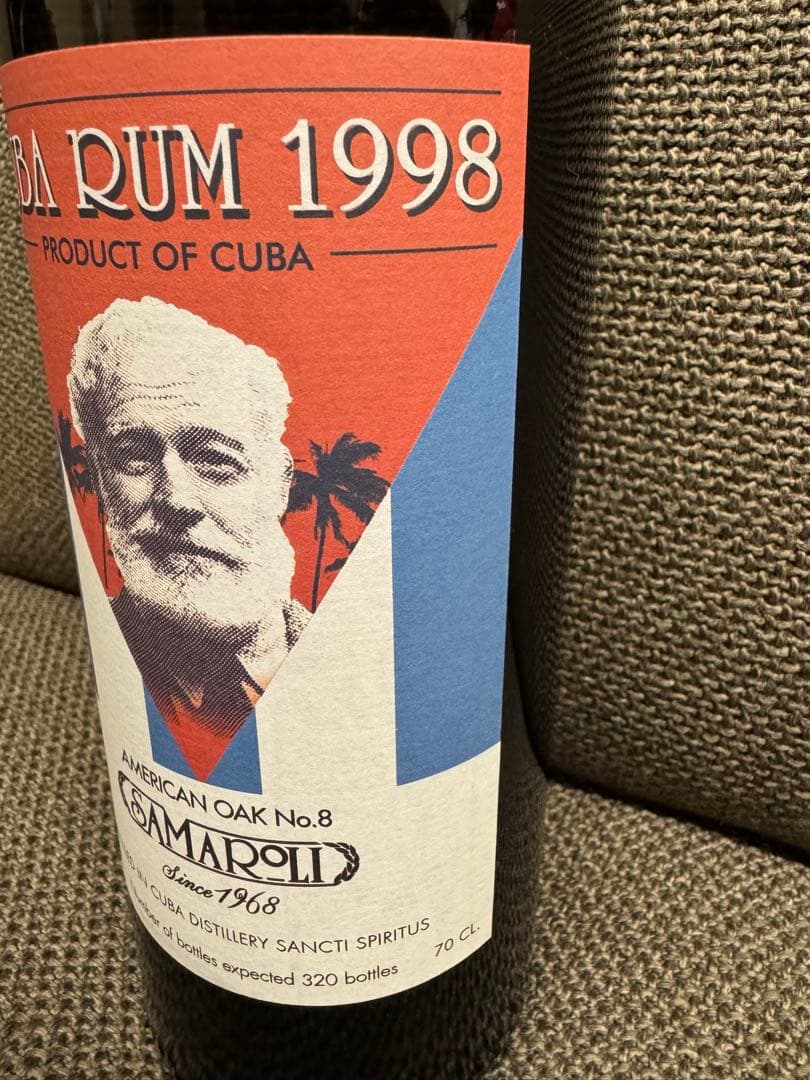 BA RUM 1998
PRODUCT OF CUBA
AMERICAN OAK No.8
SAMAROLI
Since 1968
IN CUBA DISTILLERY SANCTI SPIRITUS
of bottles expected 320 bottles
70 CL.